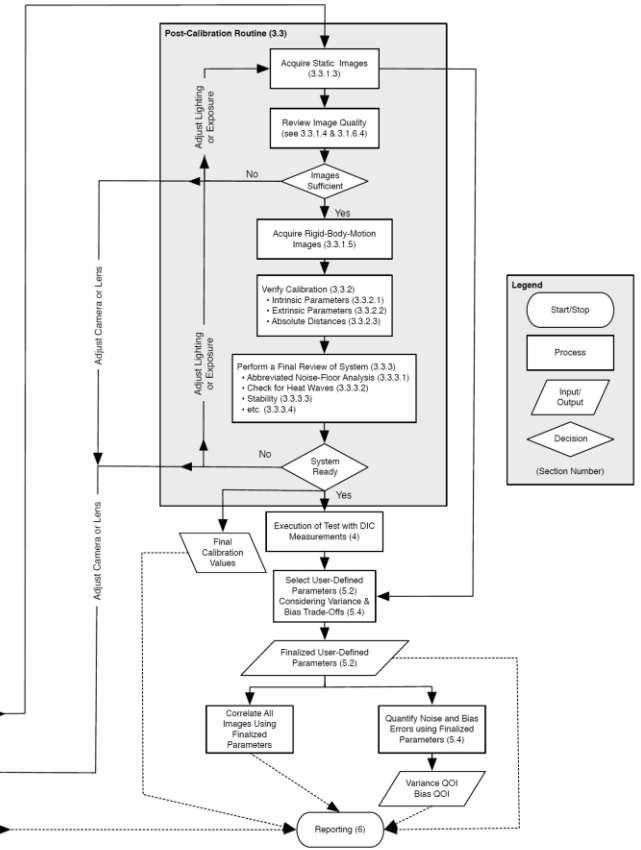 Post-Calibration Routine (3.3)
Acquire Static Images
(3.3.1.3)
Adjust Lighting
or Exposure
Review Image Quality
(see 3.3.1.4 & 3.1.6.4)
Images
Sufficient
No
Yes
Acquire Rigid-Body-Motion
Images (3.3.1.5)
Verify Calibration (3.3.2)
• Intrinsic Parameters (3.3.2.1)
• Extrinsic Parameters (3.3.2.2)
• Absolute Distances (3.3.2.3)
Adjust Camera or Lens
Adjust Lighting
or Exposure
Perform a Final Review of System (3.3.3)
• Abbreviated Noise-Floor Analysis (3.3.3.1)
• Check for Heat Waves (3.3.3.2)
• Stability (3.3.3.3)
• etc. (3.3.3.4)
System
Ready
No
Yes
Adjust Camera or Lens
Final
Calibration
Values
Execution of Test with DIC
Measurements (4)
Select User-Defined
Parameters (5.2)
Considering Variance &
Bias Trade-Offs (5.4)
Finalized User-Defined
Parameters (5.2)
Correlate All
Images Using
Finalized
Parameters
Quantify Noise and Bias
Errors using Finalized
Parameters (5.4)
Variance QOI
Bias QOI
Reporting (6)
Legend
Start/Stop
Process
Input/
Output
Decision
(Section Number)